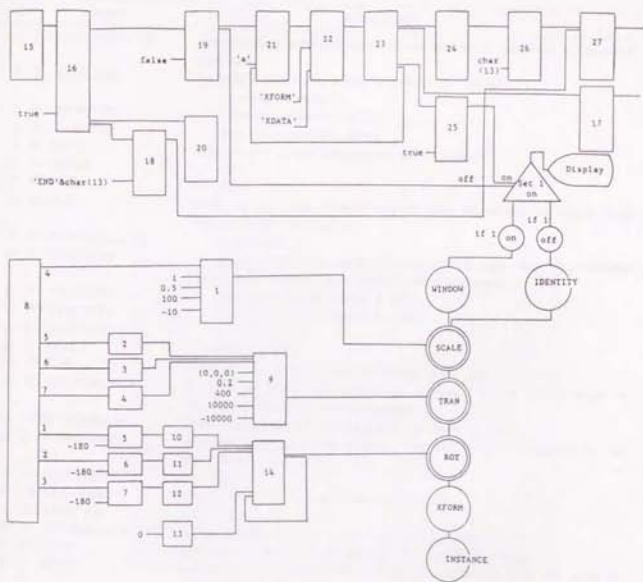 15
16
19
21
22
23
24
26
27
false
'a'
char
(13)
'XFORM'
'XDATA'
true
17
25
18
20
true
'END'&char(13)
off
on
Set 1
on
Display
if 1
on
if 1
off
8
4
1
0.5
100
-10
1
WINDOW
IDENTITY
SCALE
5
2
6
3
7
4
(0,0,0)
0.2
400
10000
-10000
9
TRAN
1
-180
5
10
2
-180
6
11
3
-180
7
12
14
ROT
0
13
XFORM
INSTANCE